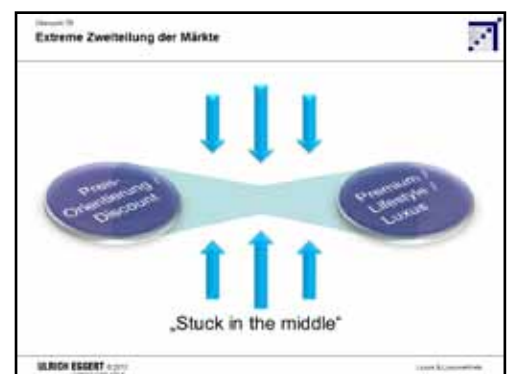 Extreme Zweiteilung der Märkte
Preis-
Orientierung /
Discount
Premium /
Lifestyle /
Luxus
„Stuck in the middle“
ULRICH EGGERT